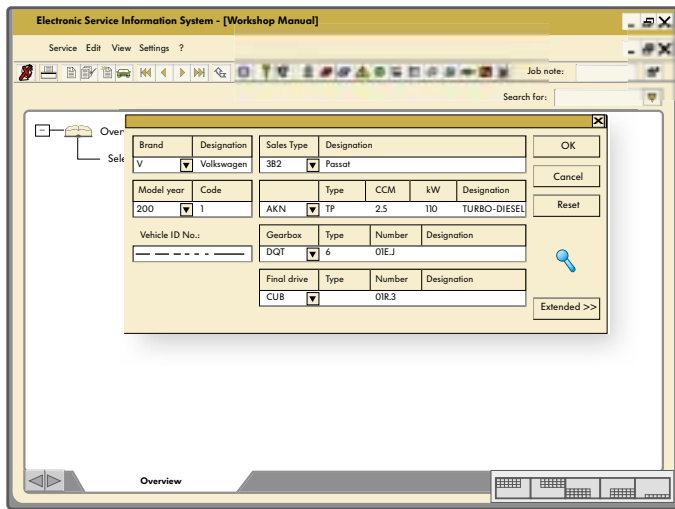 Electronic Service Information System - [Workshop Manual]
Service Edit View Settings ?
Job note:
Search for:
Brand Designation Sales Type Designation OK
V Volkswagen 3B2 Passat
Cancel
Model year Code Type CCM kW Designation
200 1 AKN TP 2.5 110 TURBO-DIESEL Reset
Vehicle ID No.: Gearbox Type Number Designation
DQT 6 01E.J
Final drive Type Number Designation
CUB 01R.3
Extended >>
Overview